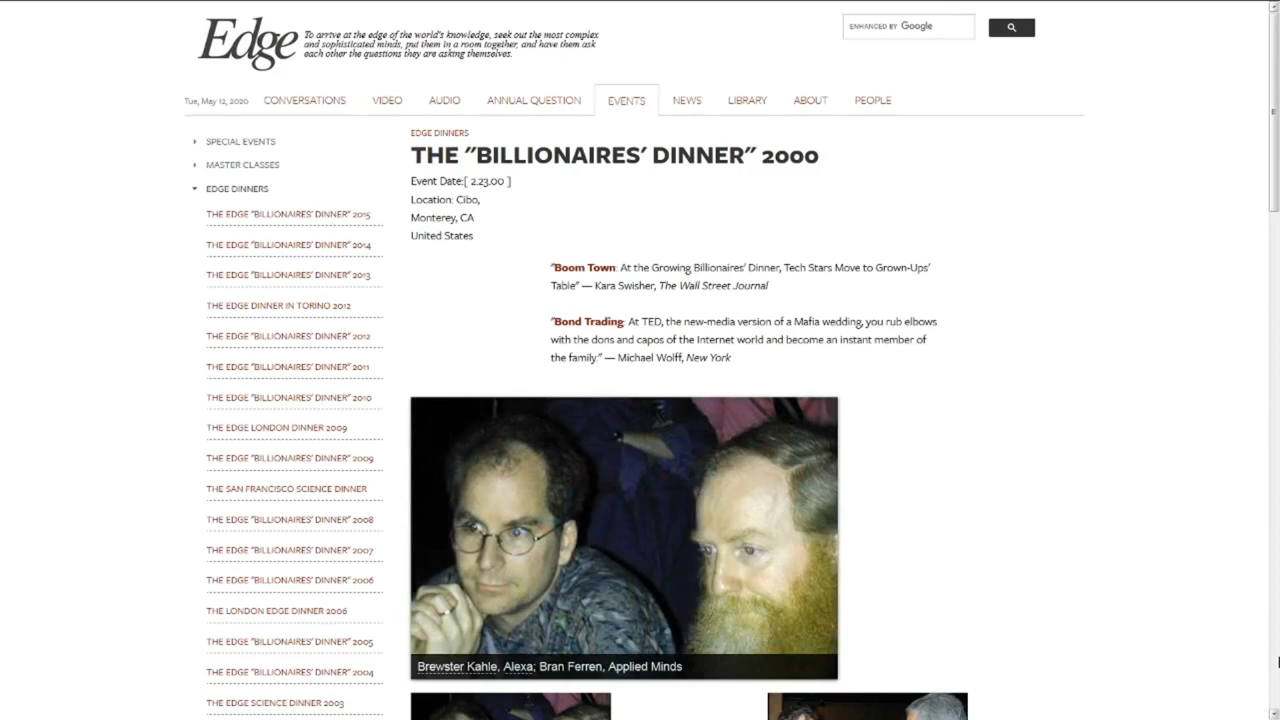 Edge
To arrive at the edge of the world's knowledge, seek out the most complex
and sophisticated minds, put them in a room together, and have them ask
each other the questions they are asking themselves.
ENHANCED BY Google
Tue, May 12, 2020
CONVERSATIONS
VIDEO
AUDIO
ANNUAL QUESTION
EVENTS
NEWS
LIBRARY
ABOUT
PEOPLE
SPECIAL EVENTS
MASTER CLASSES
EDGE DINNERS
THE EDGE "BILLIONAIRES' DINNER" 2015
THE EDGE "BILLIONAIRES' DINNER" 2014
THE EDGE "BILLIONAIRES' DINNER" 2013
THE EDGE DINNER IN TORINO 2012
THE EDGE "BILLIONAIRES' DINNER" 2012
THE EDGE "BILLIONAIRES' DINNER" 2011
THE EDGE "BILLIONAIRES' DINNER" 2010
THE EDGE LONDON DINNER 2009
THE EDGE "BILLIONAIRES' DINNER" 2009
THE SAN FRANCISCO SCIENCE DINNER
THE EDGE "BILLIONAIRES' DINNER" 2008
THE EDGE "BILLIONAIRES' DINNER" 2007
THE EDGE "BILLIONAIRES' DINNER" 2006
THE LONDON EDGE DINNER 2006
THE EDGE "BILLIONAIRES' DINNER" 2005
THE EDGE "BILLIONAIRES' DINNER" 2004
THE EDGE SCIENCE DINNER 2003
EDGE DINNERS
THE "BILLIONAIRES' DINNER" 2000
Event Date:[ 2.23.00 ]
Location: Cibo,
Monterey, CA
United States
"Boom Town: At the Growing Billionaires' Dinner, Tech Stars Move to Grown-Ups'
Table" — Kara Swisher, The Wall Street Journal
"Bond Trading: At TED, the new-media version of a Mafia wedding, you rub elbows
with the dons and capos of the Internet world and become an instant member of
the family." — Michael Wolff, New York
Brewster Kahle, Alexa; Bran Ferren, Applied Minds